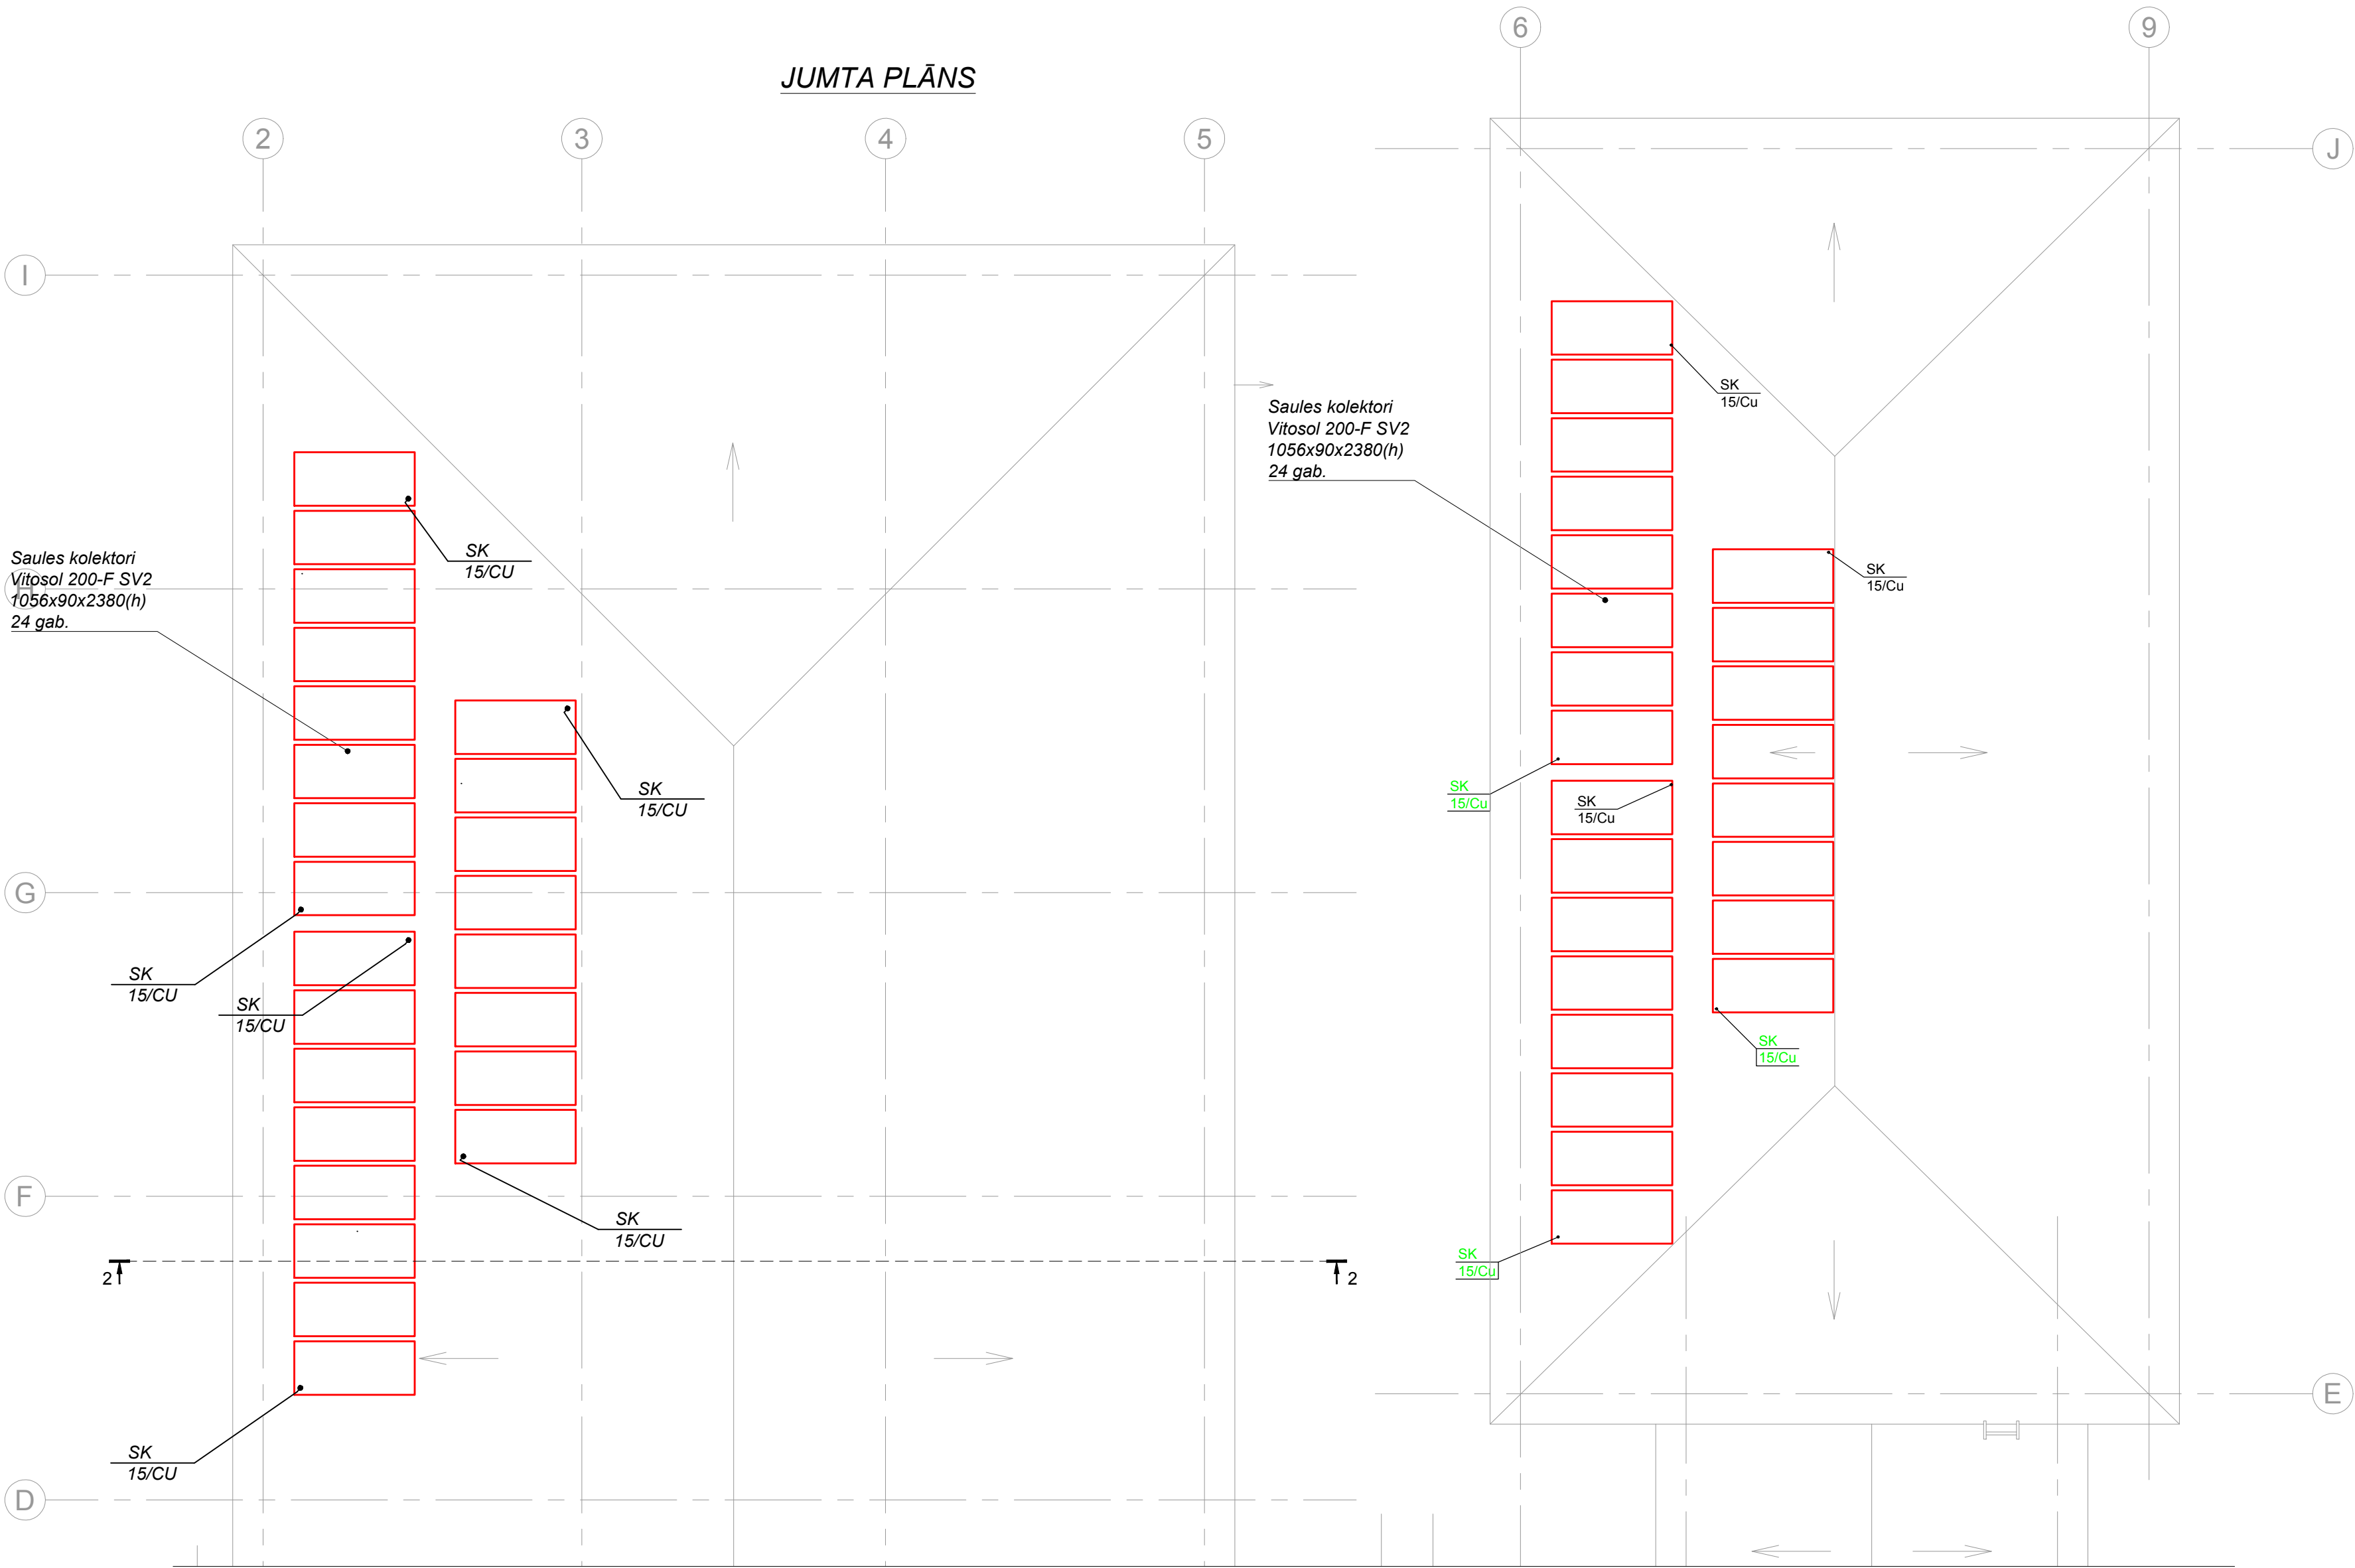 JUMTA PLĀNS
6
9
2
3
4
5
J
I
Saules kolektori
Vitosol 200-F SV2
1056x90x2380(h)
24 gab.
H
SK
15/CU
SK
15/CU
SK
15/CU
SK
15/CU
SK
15/CU
SK
15/CU
G
F
D
2
2
Saules kolektori
Vitosol 200-F SV2
1056x90x2380(h)
24 gab.
SK
15/Cu
SK
15/Cu
SK
15/Cu
SK
15/Cu
SK
15/Cu
SK
15/Cu
E